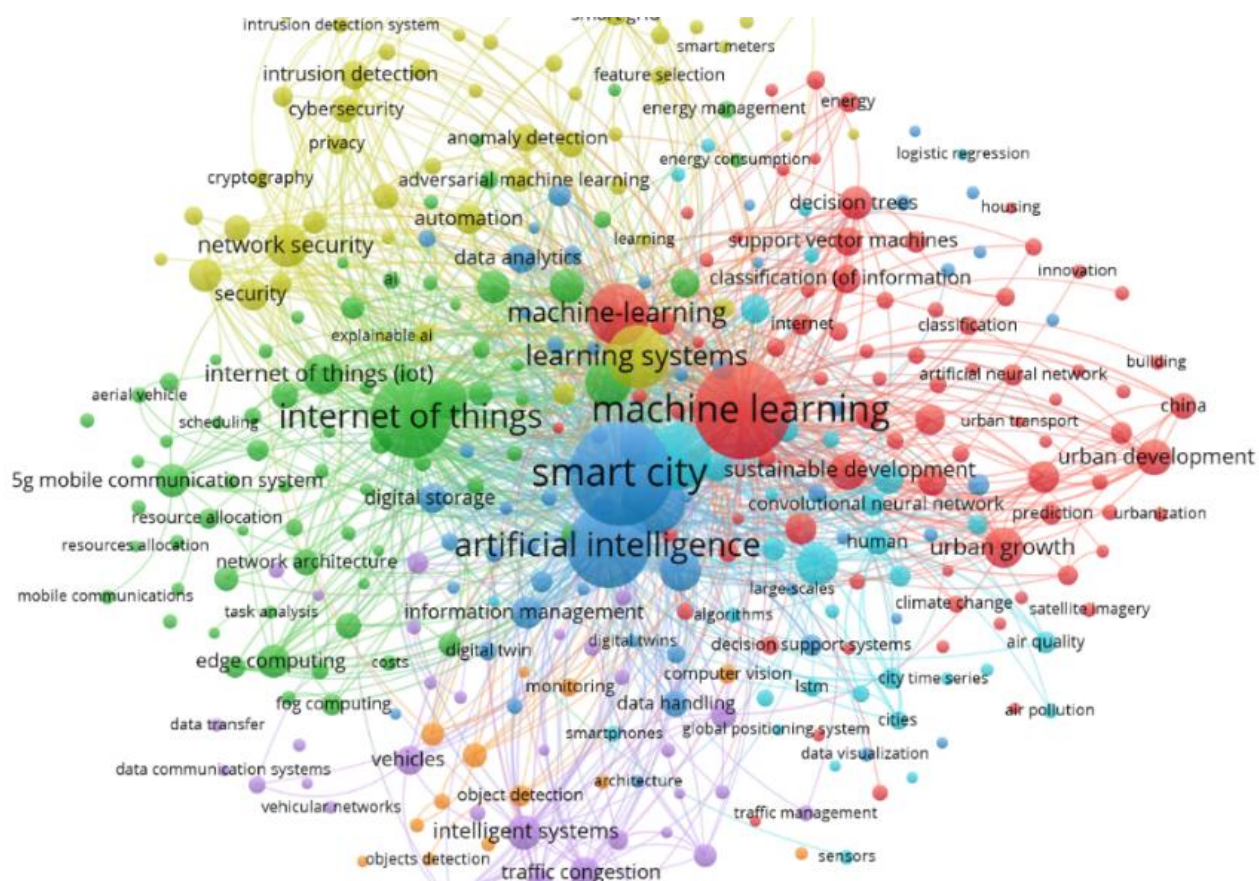 smart grid
intrusion detection system
smart meters
intrusion detection
feature selection
energy
cybersecurity
energy management
privacy
anomaly detection
logistic regression
energy consumption
cryptography
adversarial machine learning
decision trees
housing
automation
learning
support vector machines
network security
data analytics
innovation
ai
classification (of information
security
machine-learning
internet
classification
explainable ai
learning systems
building
internet of things (iot)
artificial neural network
aerial vehicle
china
scheduling
internet of things
machine learning
urban transport
urban development
smart city
sustainable development
5g mobile communication system
digital storage
convolutional neural network
resource allocation
prediction
urbanization
resources allocation
artificial intelligence
human
urban growth
network architecture
large-scales
mobile communications
task analysis
information management
algorithms
climate change
satellite imagery
digital twins
decision support systems
air quality
edge computing
costs
digital twin
computer vision
city time series
monitoring
lstm
fog computing
data handling
air pollution
data transfer
smartphones
global positioning system
cities
data visualization
vehicles
data communication systems
architecture
object detection
vehicular networks
traffic management
intelligent systems
objects detection
sensors
traffic congestion